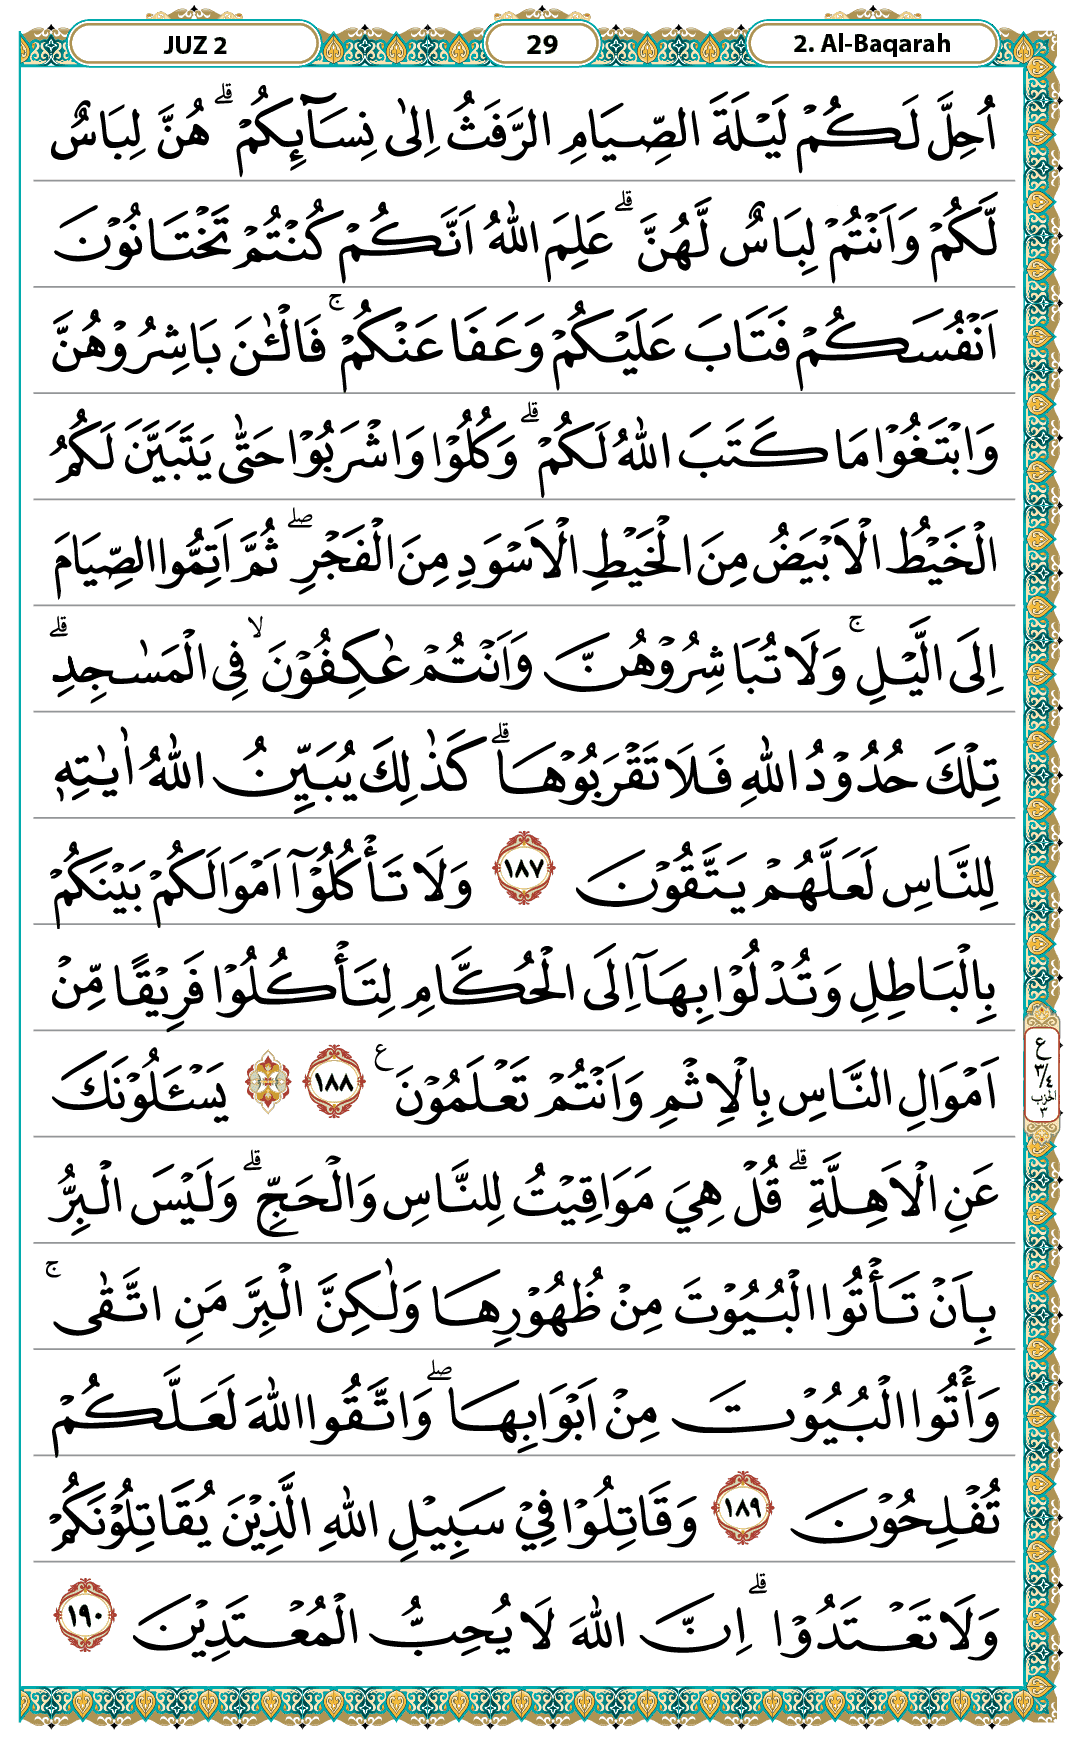 JUZ 2
29
2. Al-Baqarah
اُحِلَّ لَكُمْ لَيْلَةَ الصِّيَامِ الرَّفَثُ اِلٰى نِسَاۤىِٕكُمْ ۗ هُنَّ لِبَاسٌ
لَّكُمْ وَاَنْتُمْ لِبَاسٌ لَّهُنَّ ۗ عَلِمَ اللّٰهُ اَنَّكُمْ كُنْتُمْ تَخْتَانُوْنَ
اَنْفُسَكُمْ فَتَابَ عَلَيْكُمْ وَعَفَا عَنْكُمْ ۚ فَالْـٰٔنَ بَاشِرُوْهُنَّ
وَابْتَغُوْا مَا كَتَبَ اللّٰهُ لَكُمْ ۗ وَكُلُوْا وَاشْرَبُوْا حَتّٰى يَتَبَيَّنَ لَكُمُ
الْخَيْطُ الْاَبْيَضُ مِنَ الْخَيْطِ الْاَسْوَدِ مِنَ الْفَجْرِ ۖ ثُمَّ اَتِمُّوا الصِّيَامَ
اِلَى الَّيْلِ ۚ وَلَا تُبَاشِرُوْهُنَّ وَاَنْتُمْ عٰكِفُوْنَ ۙ فِى الْمَسٰجِدِ ۗ
تِلْكَ حُدُوْدُ اللّٰهِ فَلَا تَقْرَبُوْهَا ۗ كَذٰلِكَ يُبَيِّنُ اللّٰهُ اٰيٰتِهٖ
لِلنَّاسِ لَعَلَّهُمْ يَتَّقُوْنَ ١٨٧ وَلَا تَأْكُلُوْٓا اَمْوَالَكُمْ بَيْنَكُمْ
بِالْبَاطِلِ وَتُدْلُوْا بِهَآ اِلَى الْحُكَّامِ لِتَأْكُلُوْا فَرِيْقًا مِّنْ
اَمْوَالِ النَّاسِ بِالْاِثْمِ وَاَنْتُمْ تَعْلَمُوْنَ ع ١٨٨ ۞ يَسْـَٔلُوْنَكَ
ع
٣/٤
الحزب
٣
عَنِ الْاَهِلَّةِ ۗ قُلْ هِيَ مَوَاقِيْتُ لِلنَّاسِ وَالْحَجِّ ۗ وَلَيْسَ الْبِرُّ
بِاَنْ تَأْتُوا الْبُيُوْتَ مِنْ ظُهُوْرِهَا وَلٰكِنَّ الْبِرَّ مَنِ اتَّقٰى ۚ
وَأْتُوا الْبُيُوْتَ مِنْ اَبْوَابِهَا ۖ وَاتَّقُوا اللّٰهَ لَعَلَّكُمْ
تُفْلِحُوْنَ ١٨٩ وَقَاتِلُوْا فِيْ سَبِيْلِ اللّٰهِ الَّذِيْنَ يُقَاتِلُوْنَكُمْ
وَلَا تَعْتَدُوْا ۗ اِنَّ اللّٰهَ لَا يُحِبُّ الْمُعْتَدِيْنَ ١٩٠